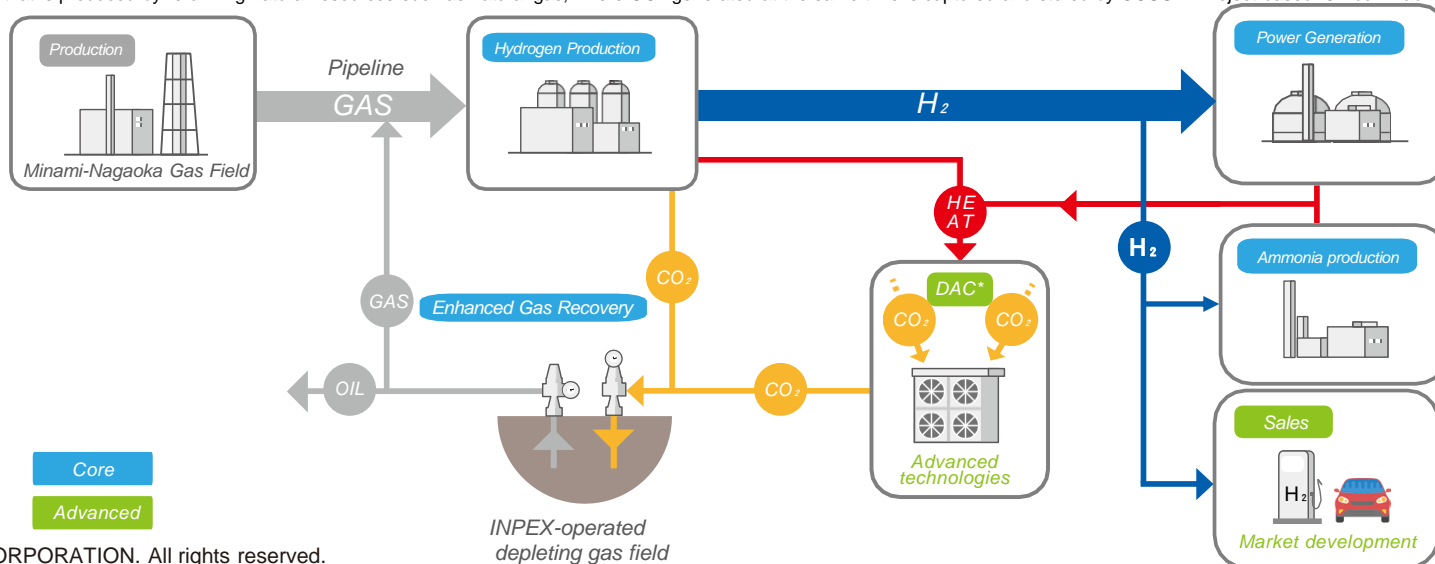 Production
Minami-Nagaoka Gas Field
Pipeline
GAS
Hydrogen Production
H₂
Power Generation
HE
AT
H₂
Ammonia production
CO₂
DAC*
CO₂
CO₂
GAS
Enhanced Gas Recovery
OIL
CO₂
Advanced
technologies
Sales
H₂
Market development
Core
Advanced
INPEX-operated
depleting gas field
ORPORATION. All rights reserved.